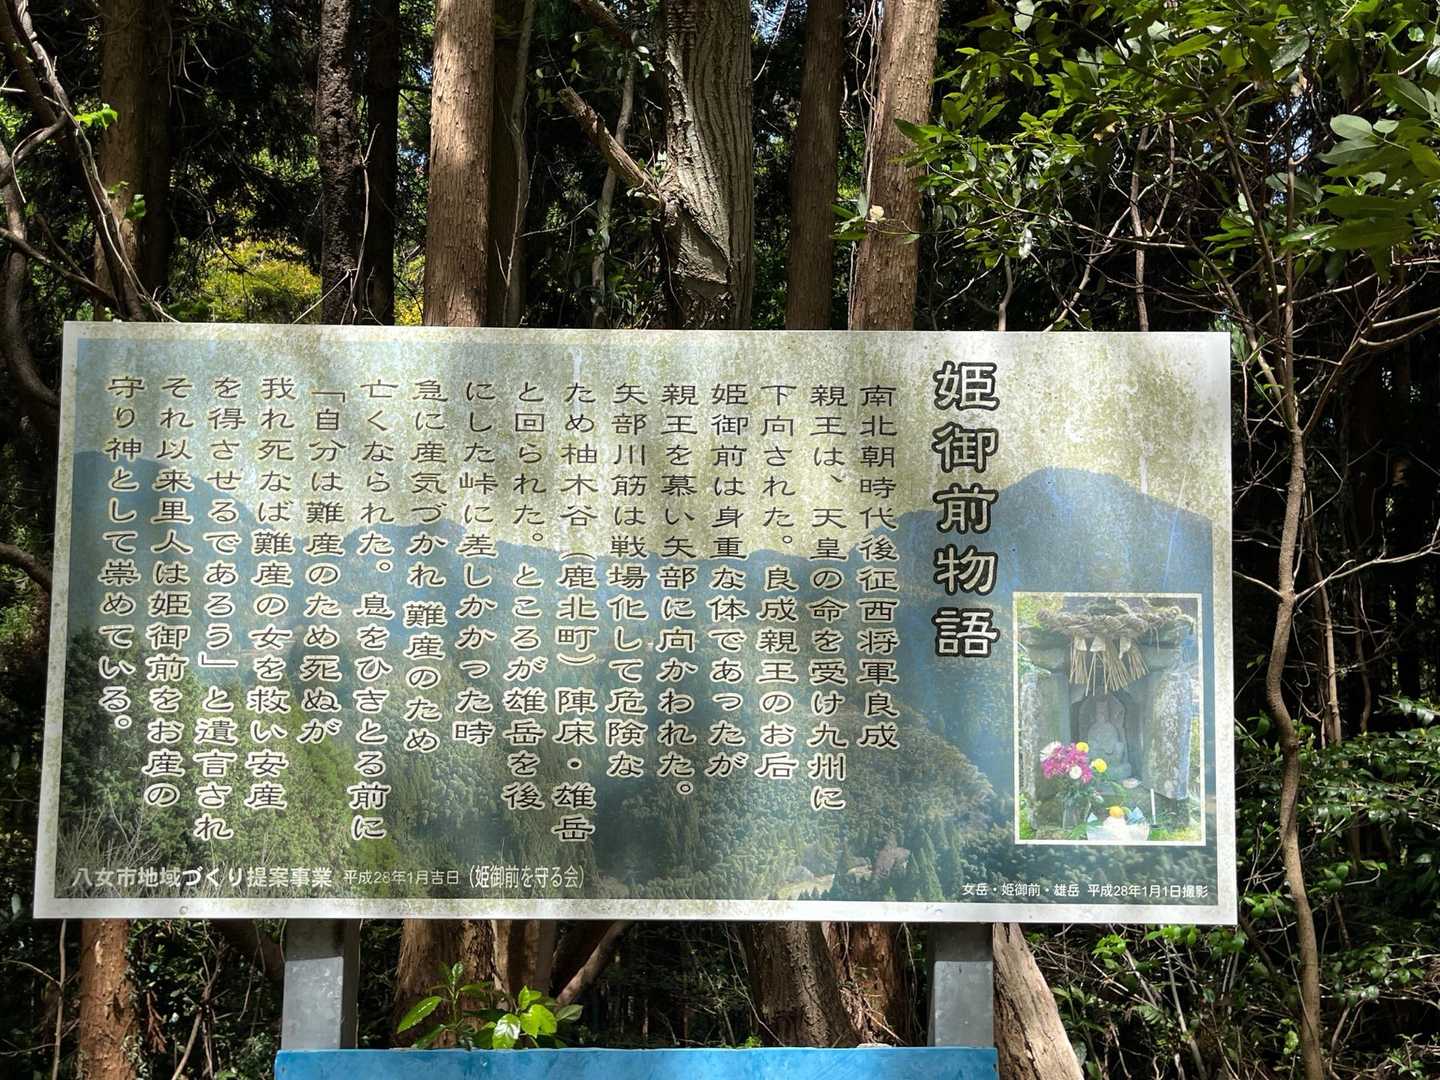 姫御前物語
南北朝時代後征西将軍良成
親王は、天皇の命を受け九州に
下向された。良成親王のお后
姫御前は身重な体であったが
親王を慕い矢部に向かわれた。
矢部川筋は戦場化して危険な
ため柚木谷（鹿北町）陣床・雄岳
と回られた。ところが雄岳を後
にした峠に差しかかった時
急に産気づかれ 難産のため
亡くなられた。息をひきとる前に
「自分は難産のため死ぬが
我れ死なば難産の女を救い安産
を得させるであろう」と遺言され
それ以来里人は姫御前をお産の
守り神として崇めている。
八女市地域づくり提案事業 平成28年1月吉日（姫御前を守る会）
女岳・姫御前・雄岳 平成28年1月1日撮影